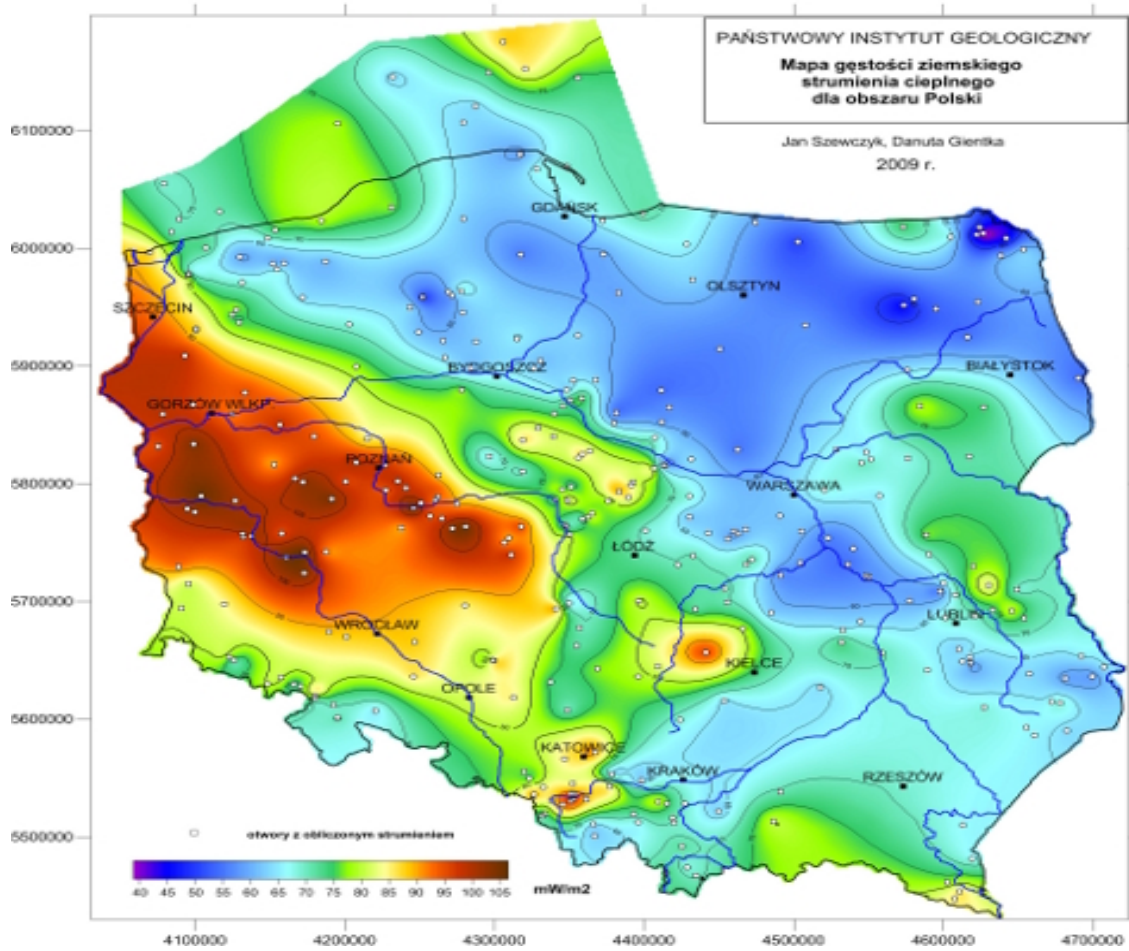 PAŃSTWOWY INSTYTUT GEOLOGICZNY
Mapa gęstości ziemskiego
strumienia cieplnego
dla obszaru Polski
Jan Szewczyk, Danuta Gientka
2009 r.
6100000
GDAŃSK
6000000
OLSZTYN
SZCZECIN
5900000
BYDGOSZCZ
BIAŁYSTOK
GORZÓW WLKP.
POZNAŃ
5800000
WARSZAWA
ŁÓDŹ
5700000
LUBLIN
WROCŁAW
KIELCE
OPOLE
5600000
KATOWICE
KRAKÓW
RZESZÓW
5500000
otwory z obliczonym strumieniem
40 45 50 55 60 65 70 75 80 85 90 95 100 105
mW/m2
4100000 4200000 4300000 4400000 4500000 4600000 4700000